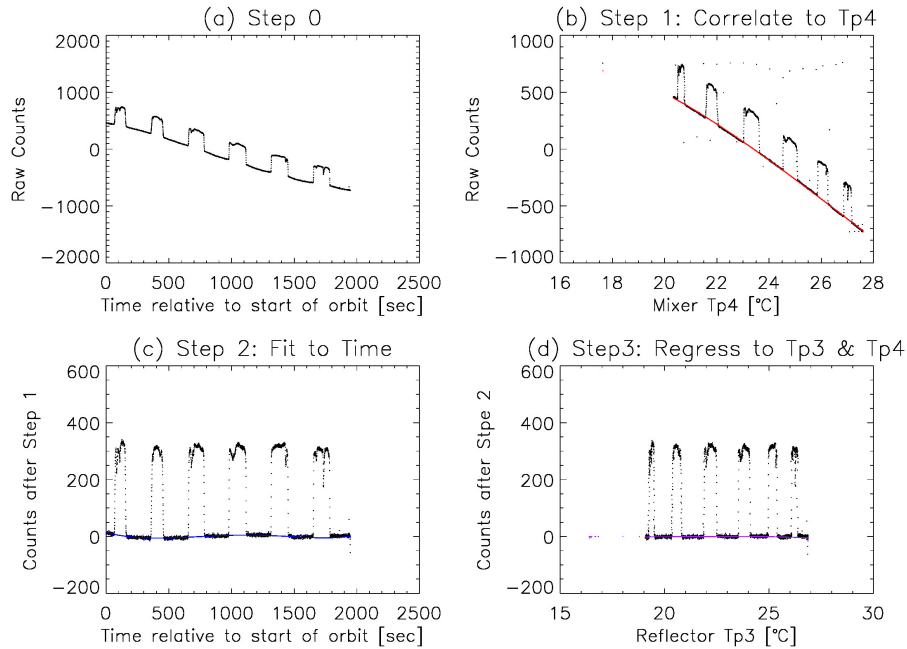 (a) Step 0
2000
1000
0
−1000
−2000
Raw Counts
0 500 1000 1500 2000 2500
Time relative to start of orbit [sec]
(b) Step 1: Correlate to Tp4
1000
500
0
−500
−1000
Raw Counts
16 18 20 22 24 26 28
Mixer Tp4 [°C]
(c) Step 2: Fit to Time
600
400
200
0
−200
Counts after Step 1
0 500 1000 1500 2000 2500
Time relative to start of orbit [sec]
(d) Step3: Regress to Tp3 & Tp4
600
400
200
0
−200
Counts after Stpe 2
15 20 25 30
Reflector Tp3 [°C]